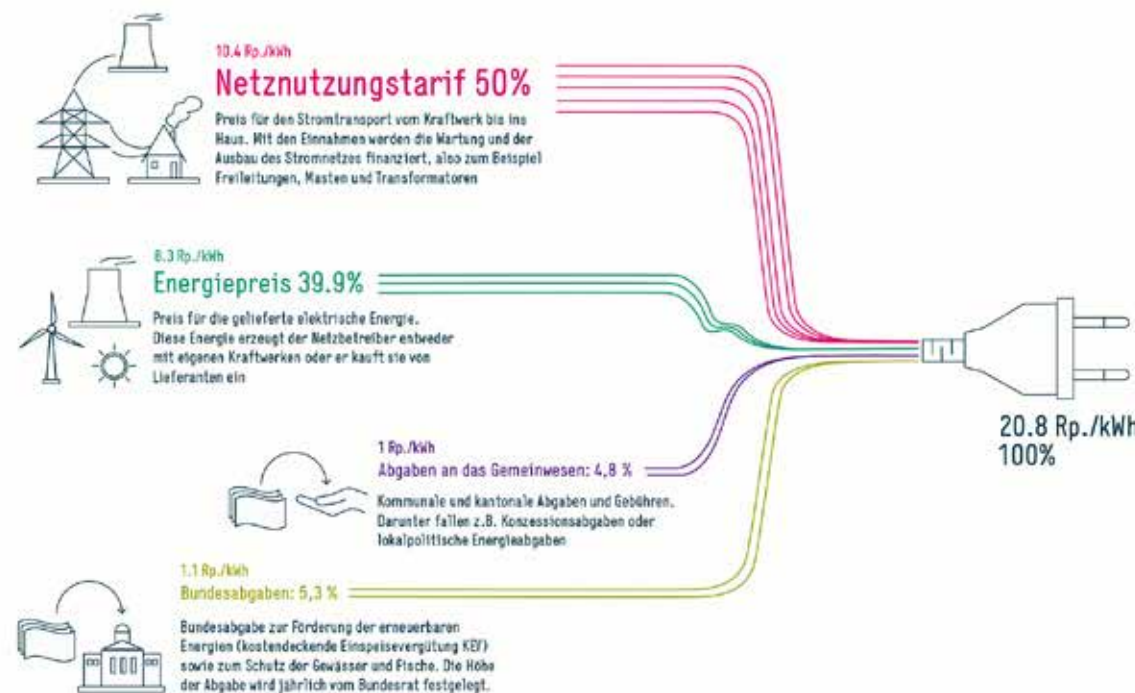 10.4 Rp./kWh
Netznutzungstarif 50%
Preis für den Stromtransport vom Kraftwerk bis ins
Haus. Mit den Einnahmen werden die Wartung und der
Ausbau des Stromnetzes finanziert, also zum Beispiel
Freileitungen, Masten und Transformatoren
8.3 Rp./kWh
Energiepreis 39.9%
Preis für die gelieferte elektrische Energie.
Diese Energie erzeugt der Netzbetreiber entweder
mit eigenen Kraftwerken oder er kauft sie von
Lieferanten ein
20.8 Rp./kWh
100%
1 Rp./kWh
Abgaben an das Gemeinwesen: 4,8 %
Kommunale und kantonale Abgaben und Gebühren.
Darunter fallen z.B. Konzessionsabgaben oder
lokalpolitische Energieabgaben
1.1 Rp./kWh
Bundesabgaben: 5,3 %
Bundesabgabe zur Förderung der erneuerbaren
Energien (kostendeckende Einspeisevergütung KEV)
sowie zum Schutz der Gewässer und Fische. Die Höhe
der Abgabe wird jährlich vom Bundesrat festgelegt.